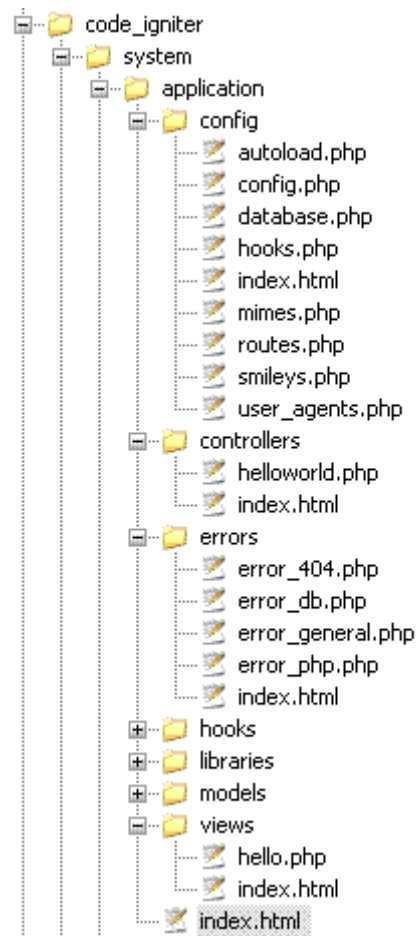 code_igniter
system
application
config
autoload.php
config.php
database.php
hooks.php
index.html
mimes.php
routes.php
smileys.php
user_agents.php
controllers
helloworld.php
index.html
errors
error_404.php
error_db.php
error_general.php
error_php.php
index.html
hooks
libraries
models
views
hello.php
index.html
index.html